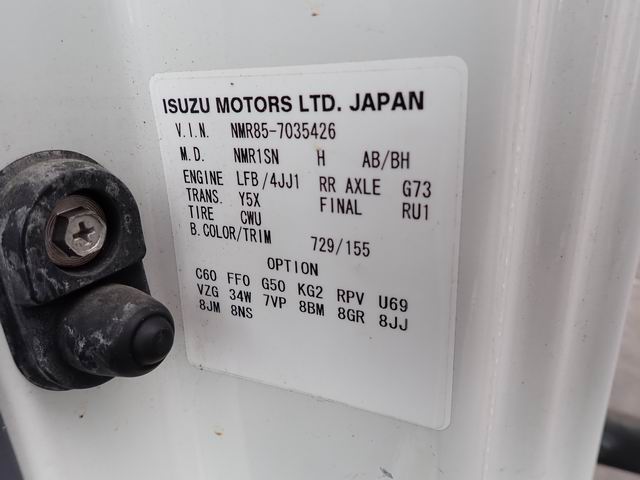 ISUZU MOTORS LTD. JAPAN
V.I.N. NMR85-7035426
M.D. NMR1SN H AB/BH
ENGINE LFB/4JJ1 RR AXLE G73
TRANS. Y5X FINAL RU1
TIRE CWU
B.COLOR/TRIM 729/155
OPTION
C60 FF0 G50 KG2 RPV U69
VZG 34W 7VP 8BM 8GR 8JJ
8JM 8NS